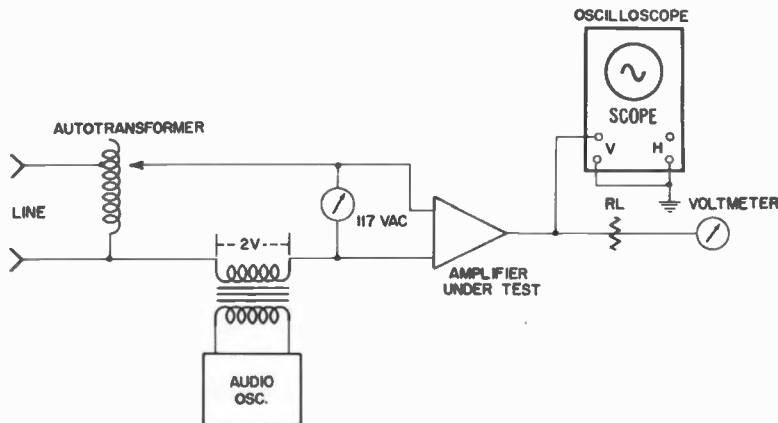 OSCILLOSCOPE
SCOPE
V H
AUTOTRANSFORMER
LINE
117 VAC
RL
VOLTMETER
2V
AMPLIFIER
UNDER TEST
AUDIO
OSC.